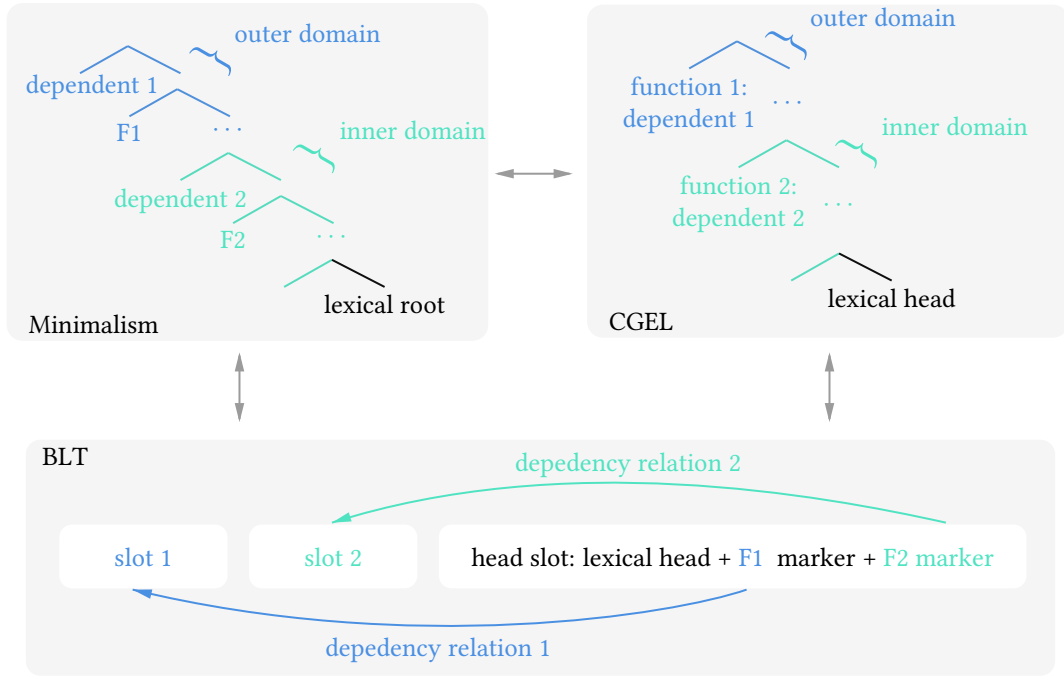 outer domain
dependent 1
F1
...
inner domain
dependent 2
F2
...
lexical root
Minimalism
outer domain
function 1:
dependent 1
...
inner domain
function 2:
dependent 2
...
lexical head
CGEL
BLT
depedency relation 2
slot 1
slot 2
head slot: lexical head + F1 marker + F2 marker
depedency relation 1